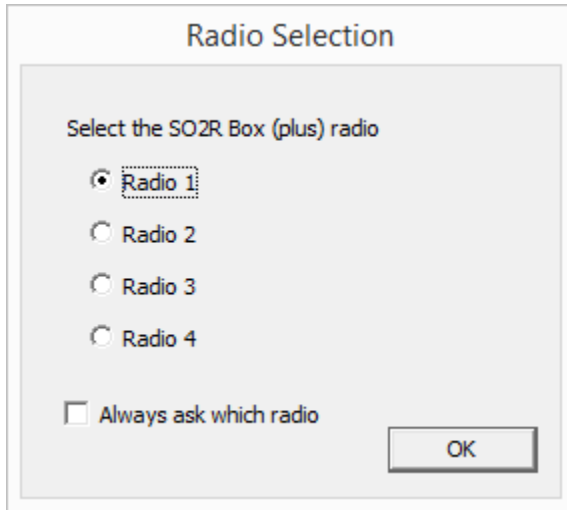 Radio Selection
Select the SO2R Box (plus) radio
Radio 1
Radio 2
Radio 3
Radio 4
Always ask which radio
OK